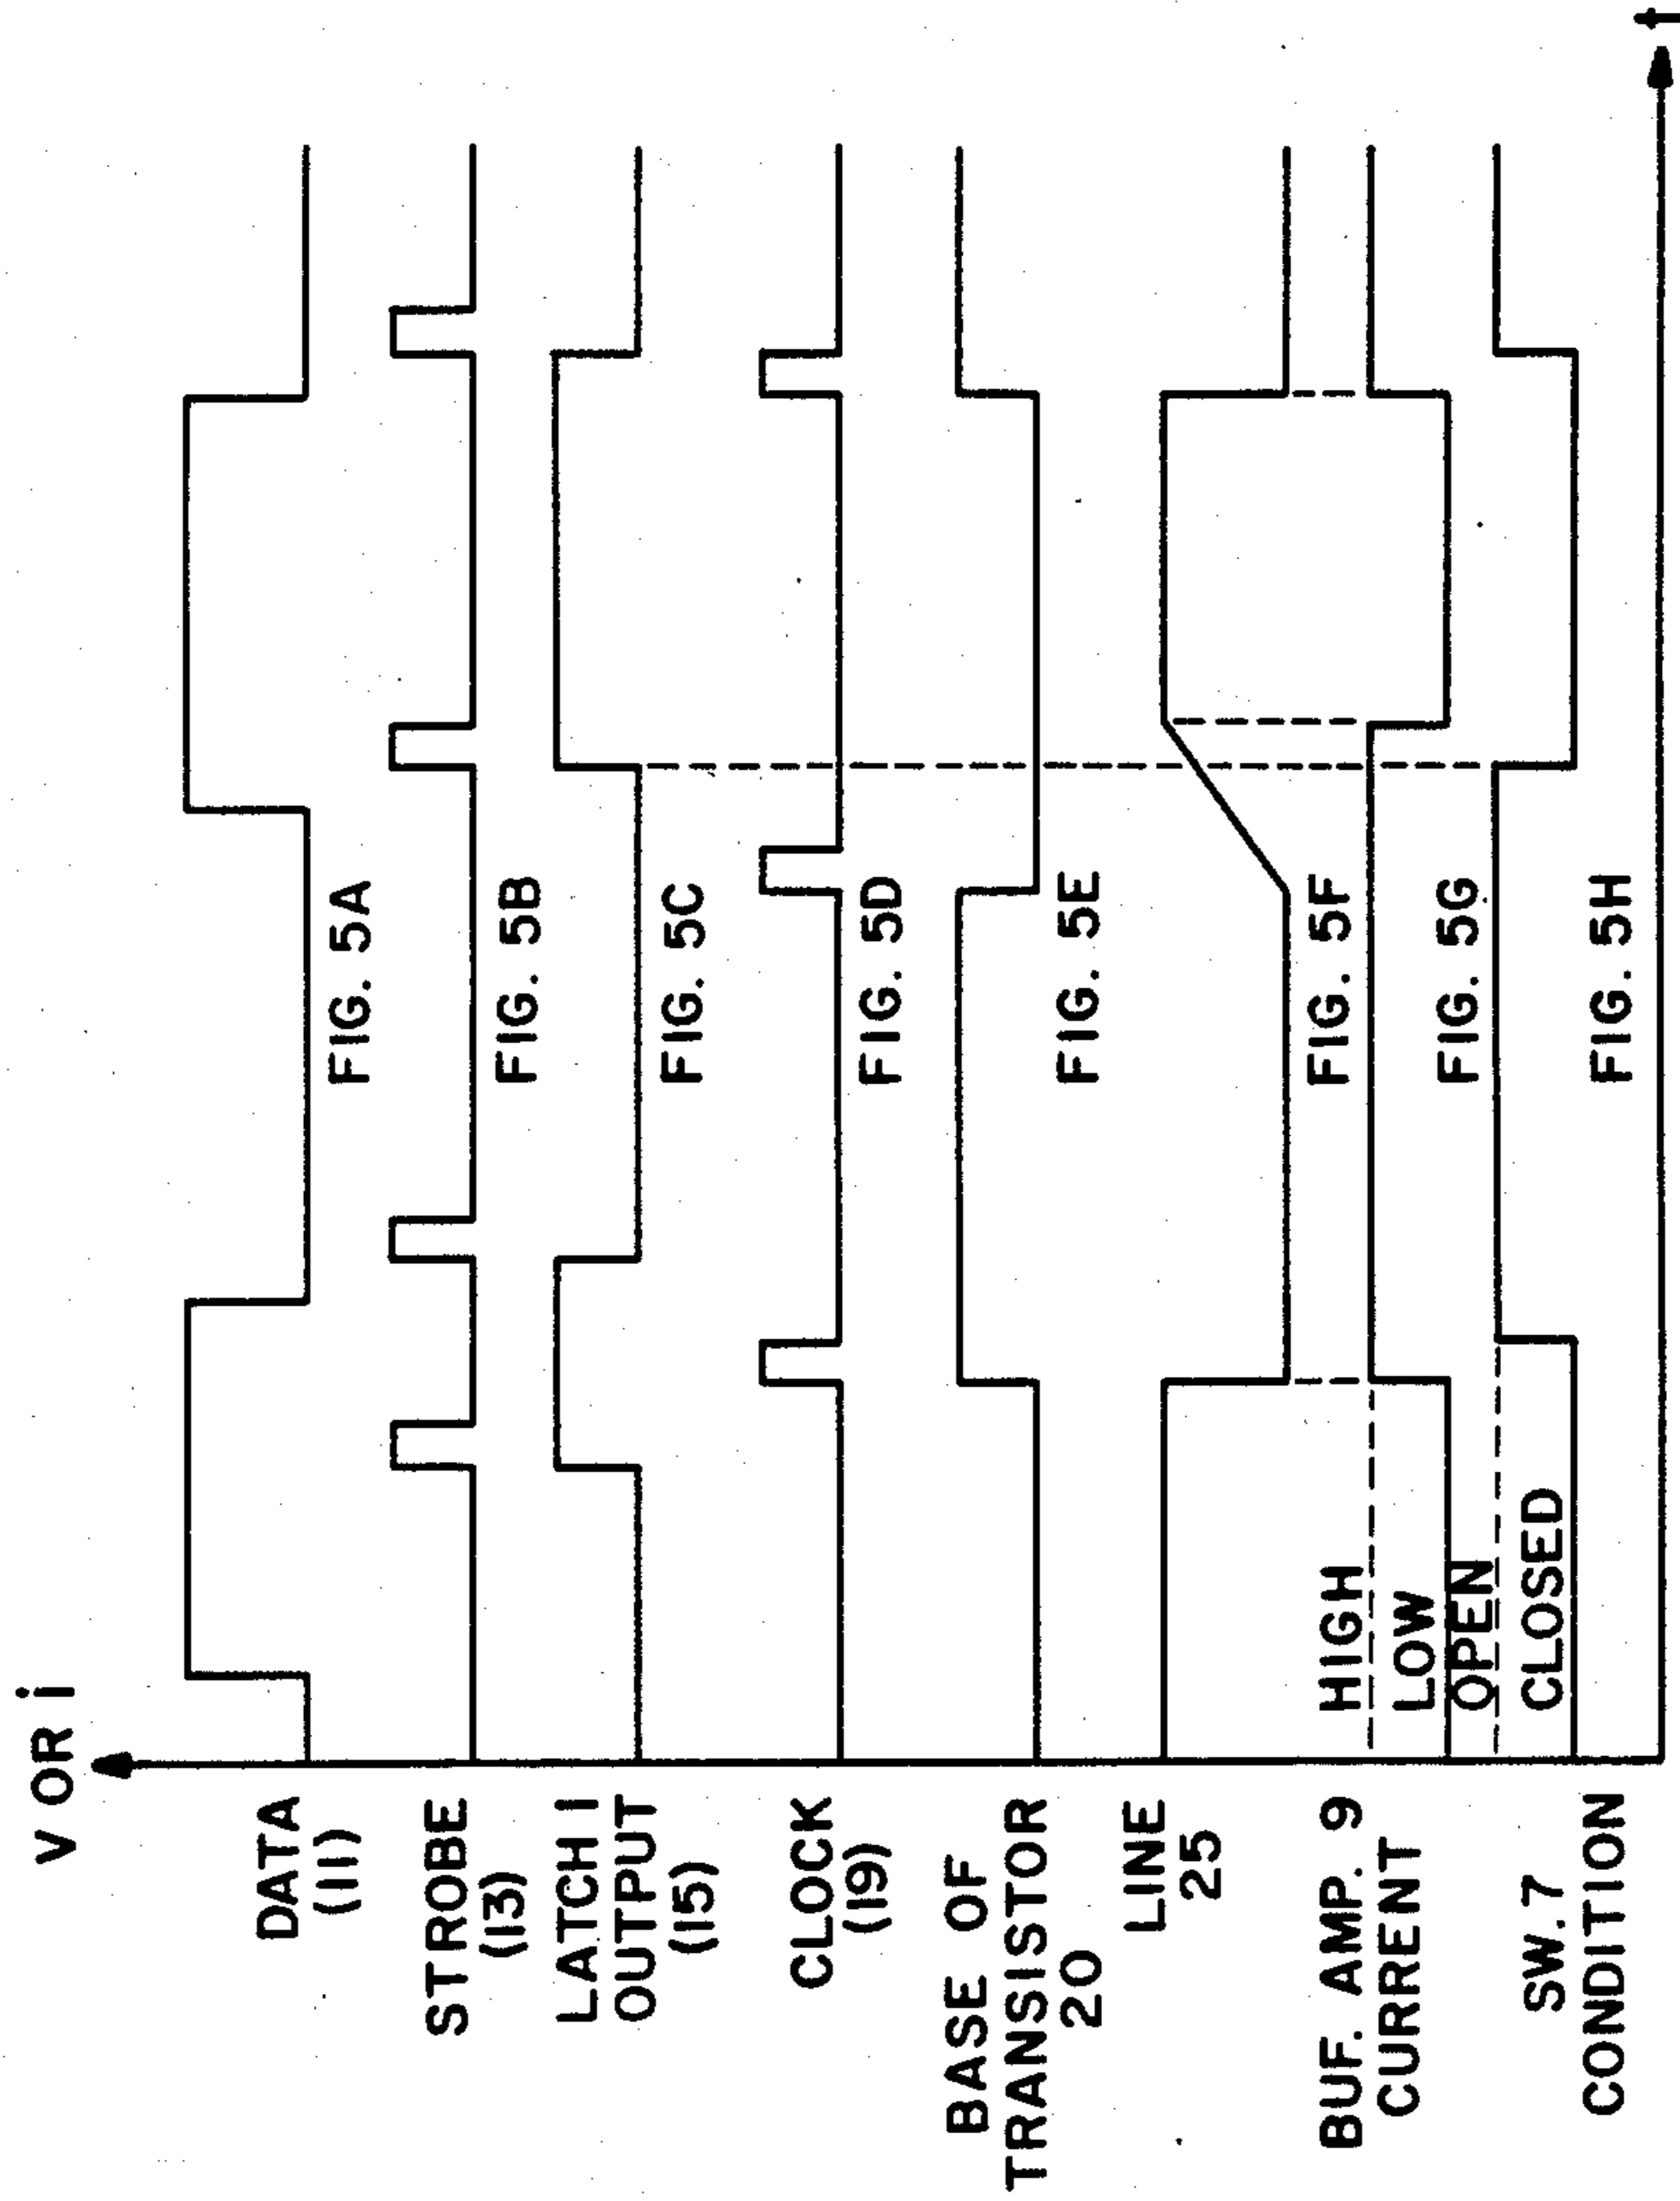 V OR i
DATA
(11)
FIG. 5A
STROBE
(13)
FIG. 5B
LATCH 1
OUTPUT
(15)
FIG. 5C
CLOCK
(19)
FIG. 5D
BASE OF
TRANSISTOR
20
FIG. 5E
LINE
25
FIG. 5F
BUF. AMP. 9
CURRENT
HIGH
LOW
FIG. 5G
OPEN
CLOSED
SW.7
CONDITION
FIG. 5H
t